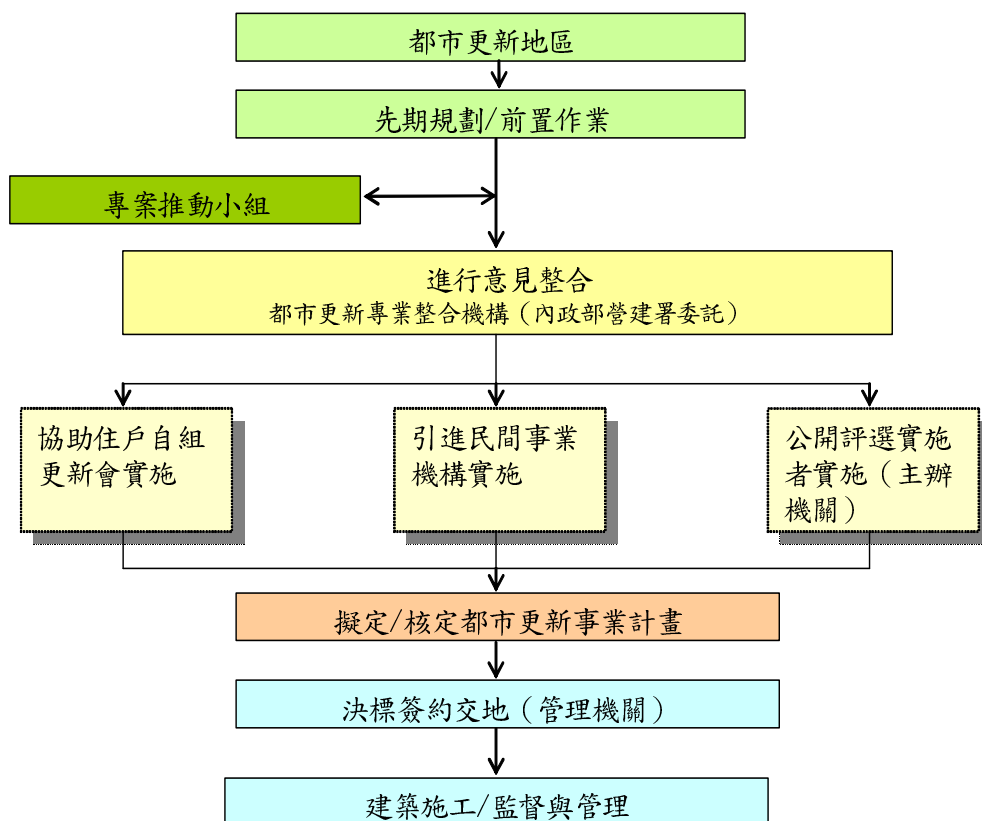 都市更新地區
先期規劃/前置作業
專案推動小組
進行意見整合
都市更新專業整合機構（內政部營建署委託）
協助住戶自組
更新會實施
引進民間事業
機構實施
公開評選實施
者實施（主辦
機關）
擬定/核定都市更新事業計畫
決標簽約交地（管理機關）
建築施工/監督與管理